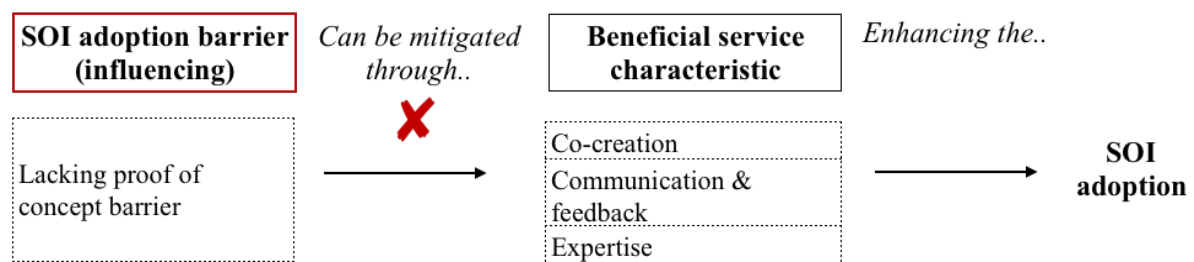 SOI adoption barrier
(influencing)
Can be mitigated
through..
Beneficial service
characteristic
Enhancing the..
Lacking proof of
concept barrier
Co-creation
Communication &
feedback
Expertise
SOI
adoption